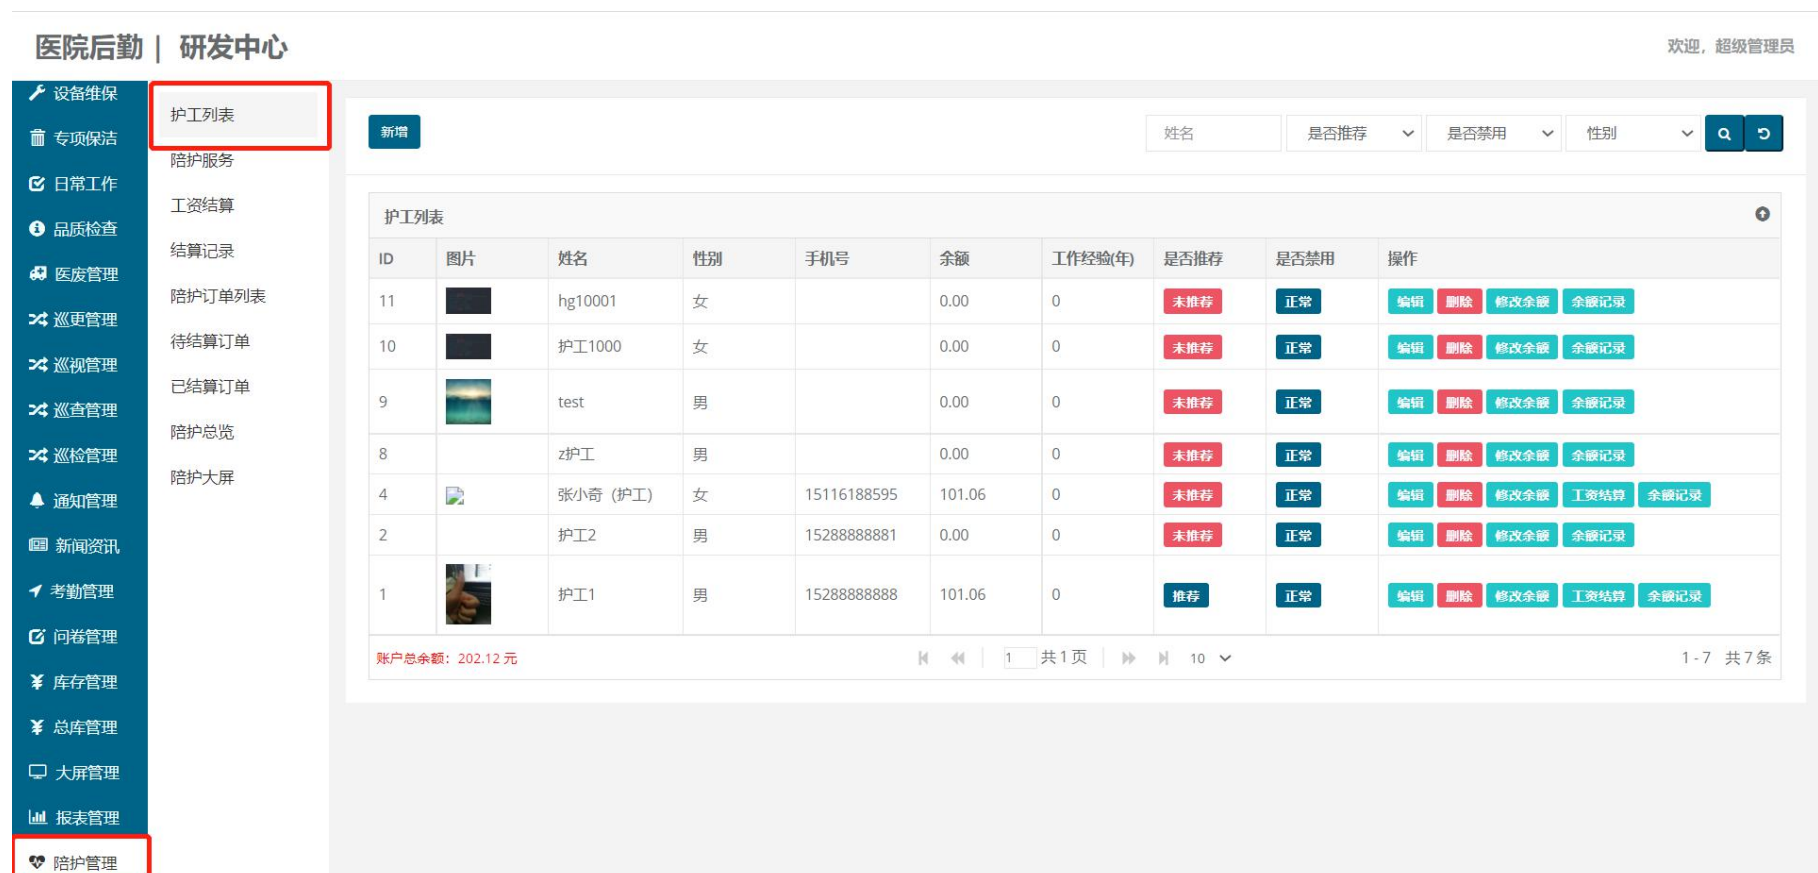 医院后勤 | 研发中心
欢迎，超级管理员
设备维保
专项保洁
日常工作
品质检查
医废管理
巡更管理
巡视管理
巡查管理
巡检管理
通知管理
新闻资讯
考勤管理
问卷管理
库存管理
总库管理
大屏管理
报表管理
陪护管理
护工列表
陪护服务
工资结算
结算记录
陪护订单列表
待结算订单
已结算订单
陪护总览
陪护大屏
新增 姓名 是否推荐 是否禁用 性别
护工列表
ID 图片 姓名 性别 手机号 余额 工作经验(年) 是否推荐 是否禁用 操作
11 hg10001 女 0.00 0 未推荐 正常 编辑 删除 修改余额 余额记录
10 护工1000 女 0.00 0 未推荐 正常 编辑 删除 修改余额 余额记录
9 test 男 0.00 0 未推荐 正常 编辑 删除 修改余额 余额记录
8 z护工 男 0.00 0 未推荐 正常 编辑 删除 修改余额 余额记录
4 张小奇（护工） 女 15116188595 101.06 0 未推荐 正常 编辑 删除 修改余额 工资结算 余额记录
2 护工2 男 15288888881 0.00 0 未推荐 正常 编辑 删除 修改余额 余额记录
1 护工1 男 15288888888 101.06 0 推荐 正常 编辑 删除 修改余额 工资结算 余额记录
账户总余额：202.12 元 1 共 1 页 10 1 - 7 共 7 条